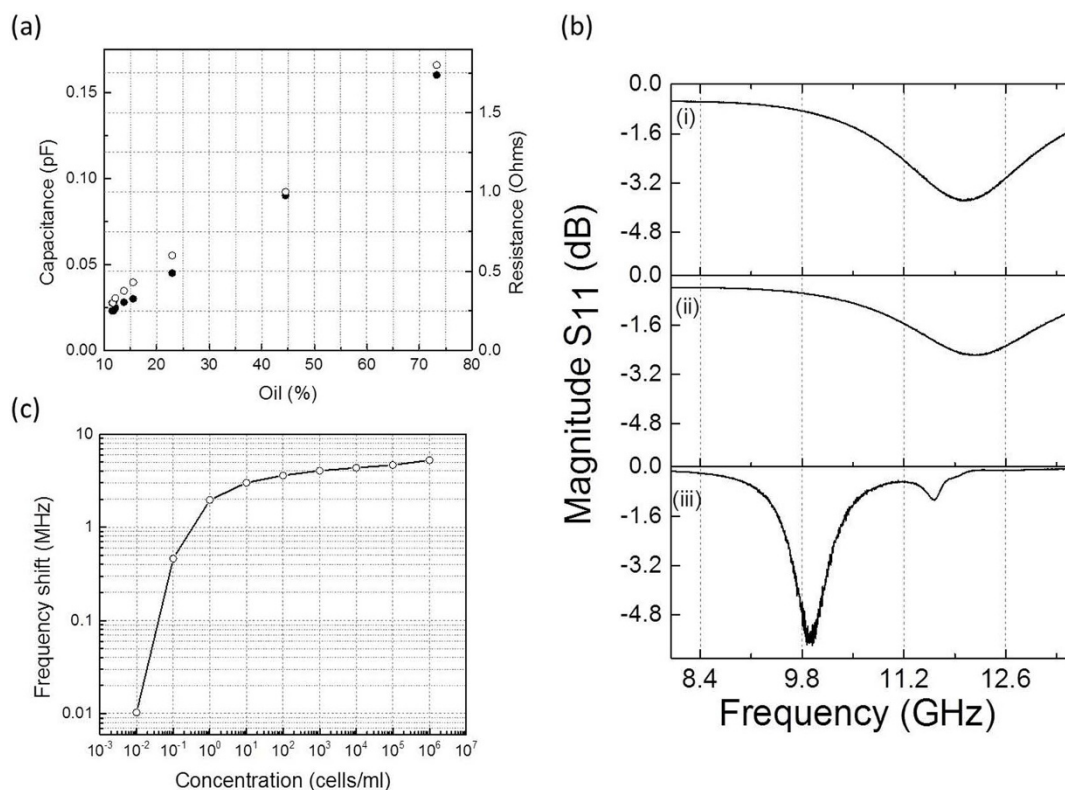 (a)
0.15
0.10
0.05
0.00
Capacitance (pF)
1.5
1.0
0.5
0.0
Resistance (Ohms)
10 20 30 40 50 60 70 80
Oil (%)
(b)
0.0
-1.6
-3.2
-4.8
(i)
0.0
-1.6
-3.2
-4.8
(ii)
0.0
-1.6
-3.2
-4.8
(iii)
Magnitude S11 (dB)
8.4 9.8 11.2 12.6
Frequency (GHz)
(c)
10
1
0.1
0.01
Frequency shift (MHz)
10-3 10-2 10-1 100 101 102 103 104 105 106 107
Concentration (cells/ml)